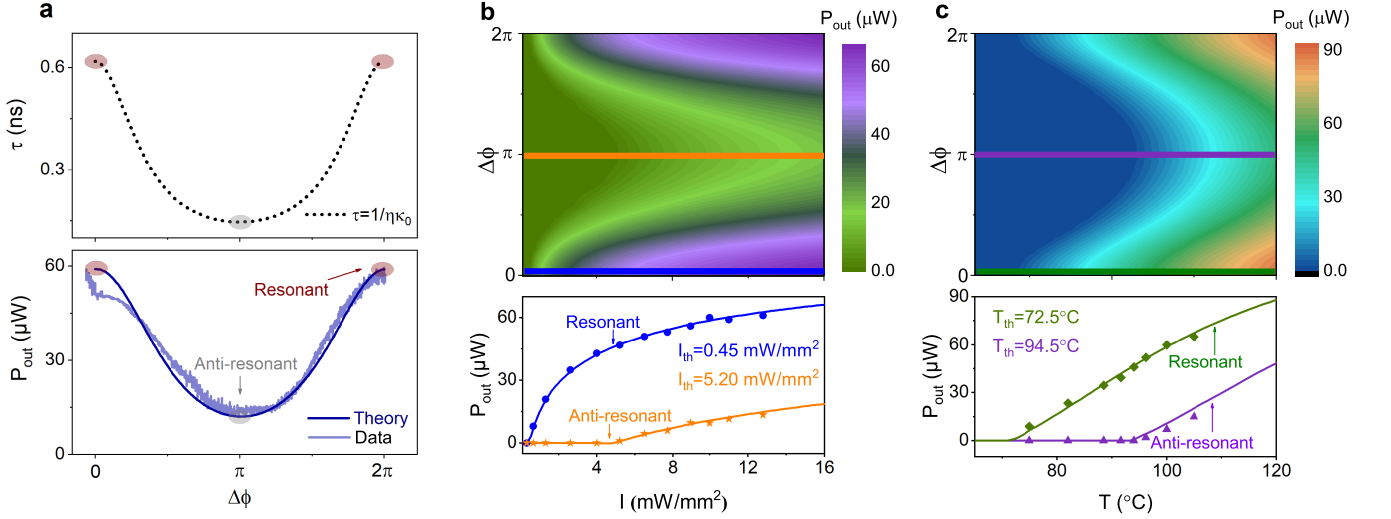 a
0.6
0.3
τ (ns)
τ=1/ηκ₀
60
30
0
P_out (μW)
Resonant
Anti-resonant
Theory
Data
0
π
2π
Δϕ
b
P_out (μW)
2π
π
0
Δϕ
60
40
20
0.0
60
30
0
P_out (μW)
Resonant
I_th=0.45 mW/mm²
I_th=5.20 mW/mm²
Anti-resonant
4
8
12
16
I (mW/mm²)
c
P_out (μW)
2π
π
0
Δϕ
90
60
30
0.0
90
60
30
0
P_out (μW)
T_th=72.5°C
T_th=94.5°C
Resonant
Anti-resonant
80
100
120
T (°C)